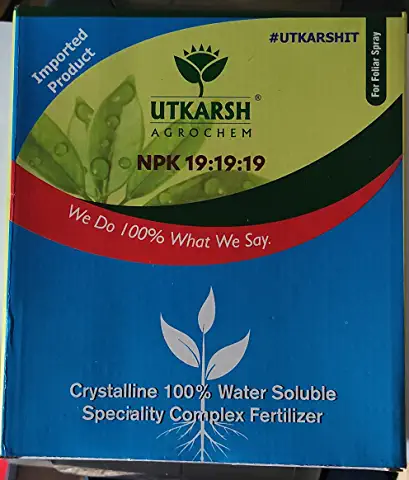 Imported
Product
#UTKARSHIT
For Foliar Spray
UTKARSH®
AGROCHEM
NPK 19:19:19
We Do 100% What We Say.
Crystalline 100% Water Soluble
Speciality Complex Fertilizer